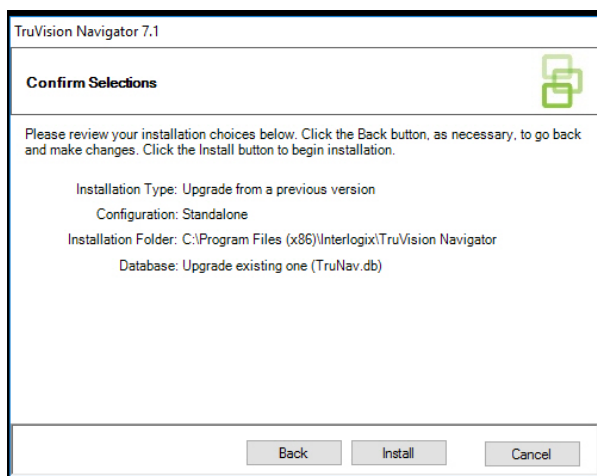 TruVision Navigator 7.1
Confirm Selections
Please review your installation choices below. Click the Back button, as necessary, to go back
and make changes. Click the Install button to begin installation.
Installation Type: Upgrade from a previous version
Configuration: Standalone
Installation Folder: C:\Program Files (x86)\Interlogix\TruVision Navigator
Database: Upgrade existing one (TruNav.db)
Back Install Cancel